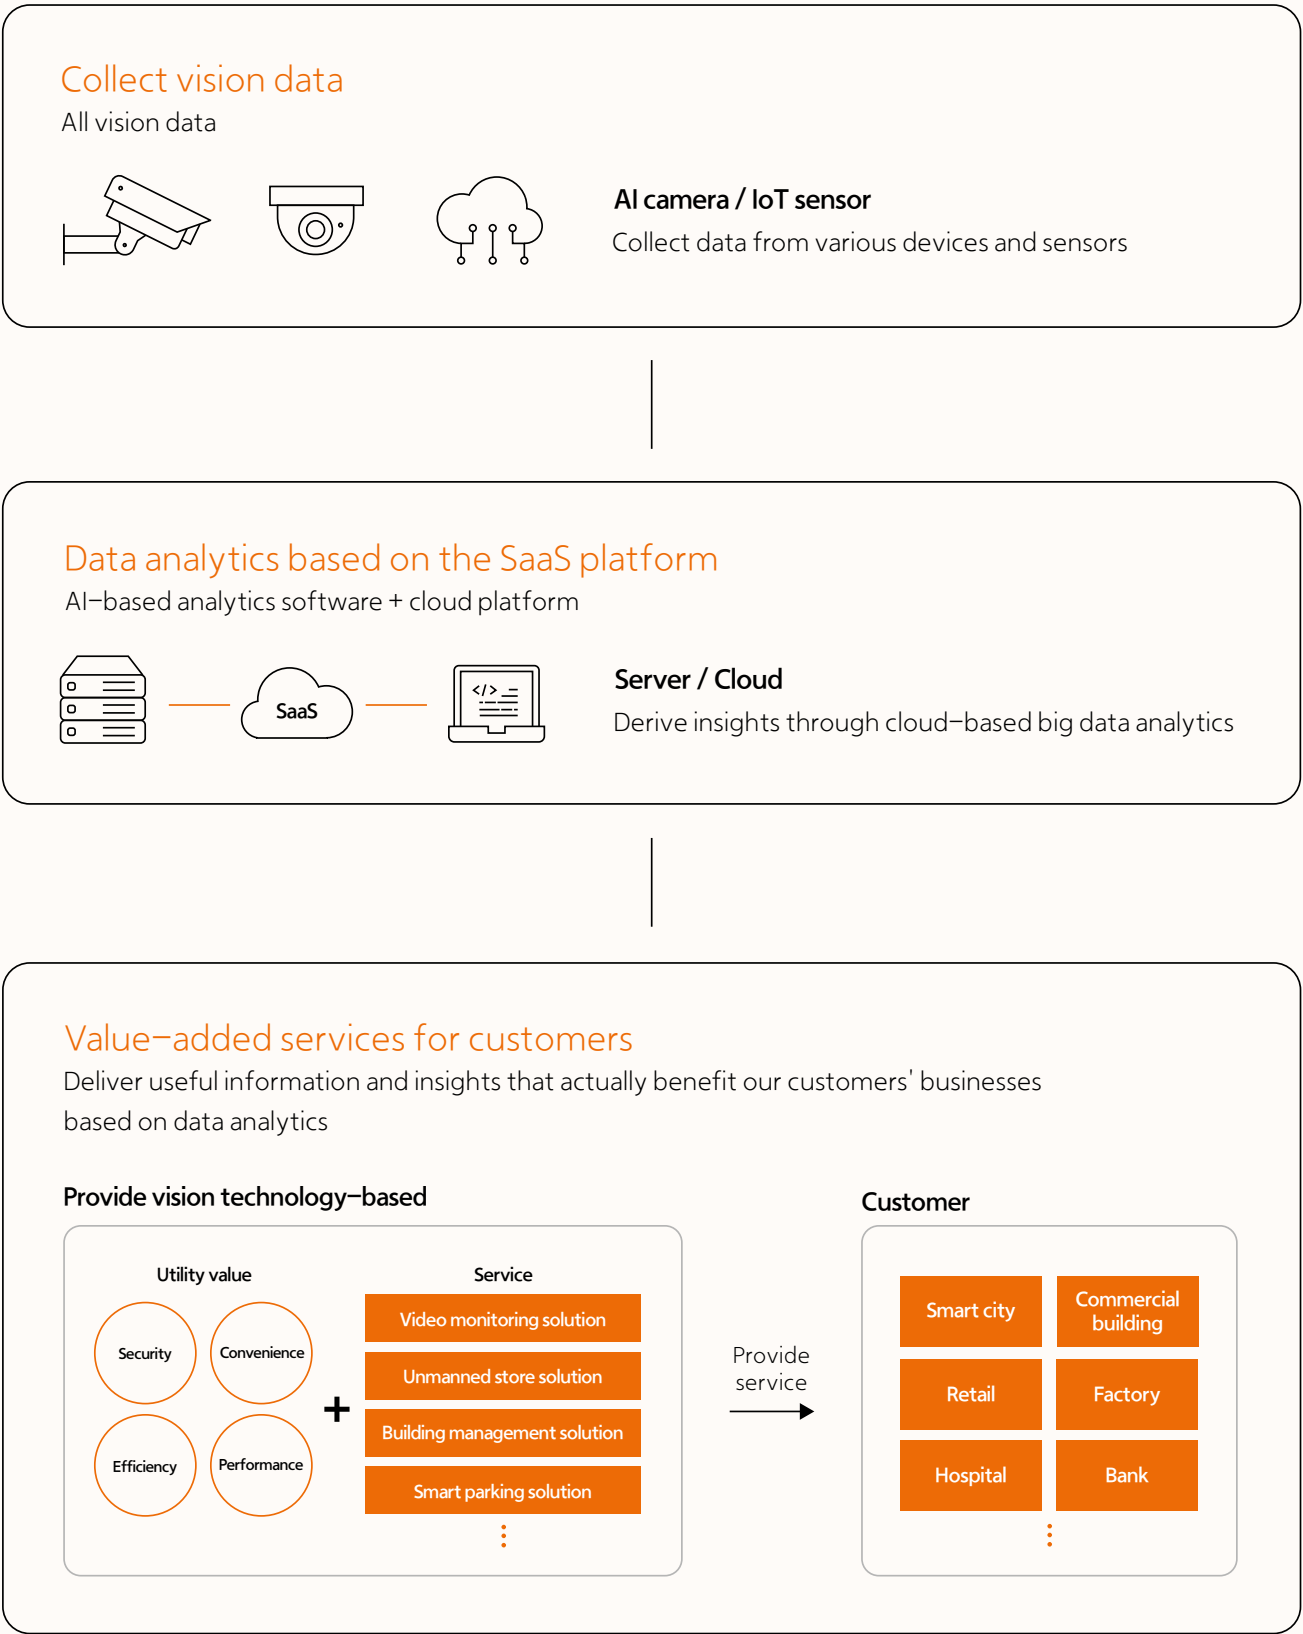 Collect vision data
All vision data
AI camera / IoT sensor
Collect data from various devices and sensors
Data analytics based on the SaaS platform
AI-based analytics software + cloud platform
SaaS
</>
Server / Cloud
Derive insights through cloud-based big data analytics
Value-added services for customers
Deliver useful information and insights that actually benefit our customers' businesses
based on data analytics
Provide vision technology-based
Utility value
Security
Convenience
Efficiency
Performance
+
Service
Video monitoring solution
Unmanned store solution
Building management solution
Smart parking solution
Provide
service
Customer
Smart city
Commercial
building
Retail
Factory
Hospital
Bank